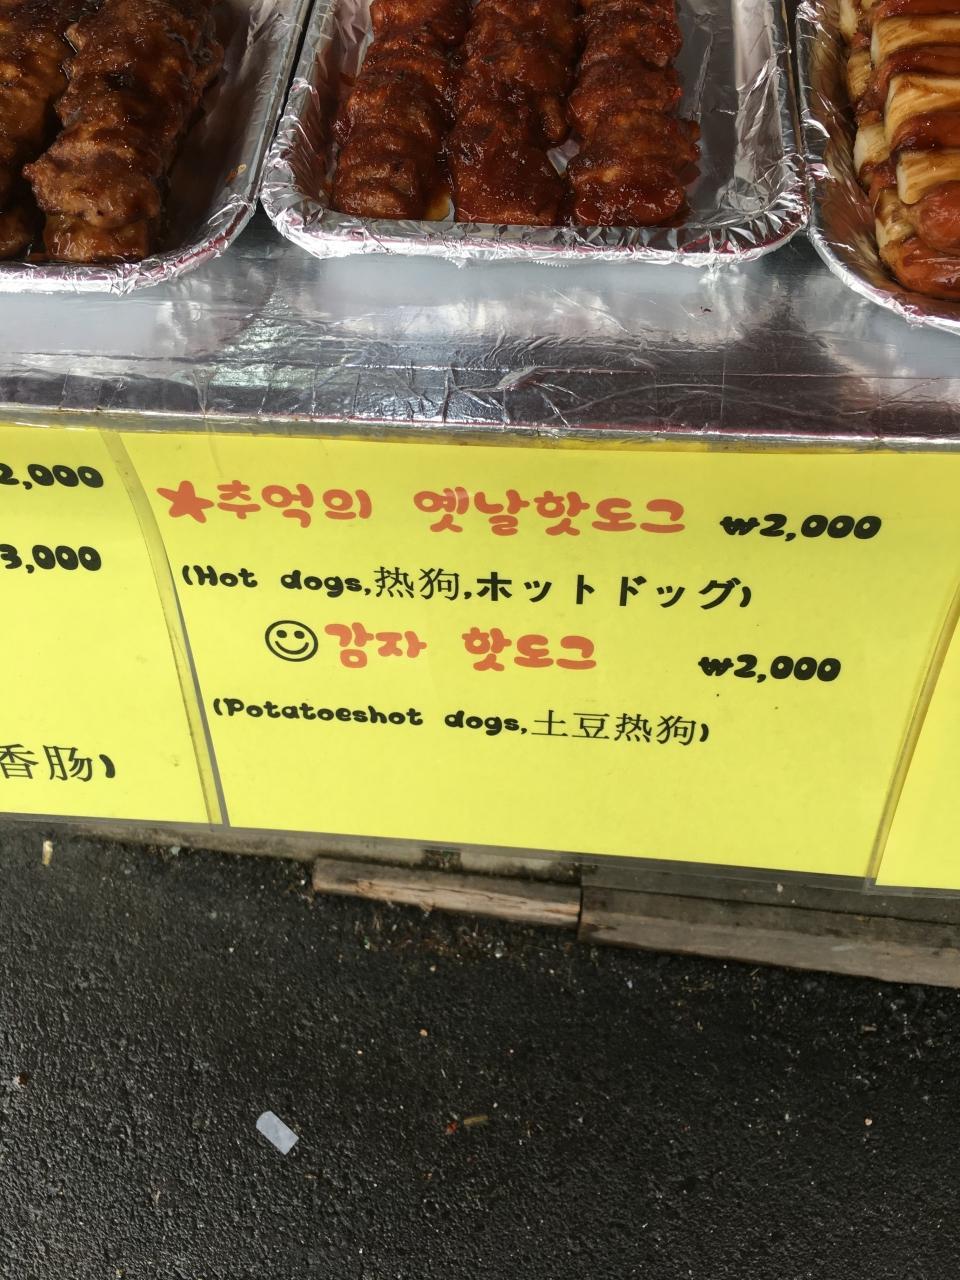 2,000
3,000
香肠)
★추억의 옛날핫도그 ₩2,000
(Hot dogs,热狗,ホットドッグ)
☺감자 핫도그 ₩2,000
(Potatoeshot dogs,土豆热狗)